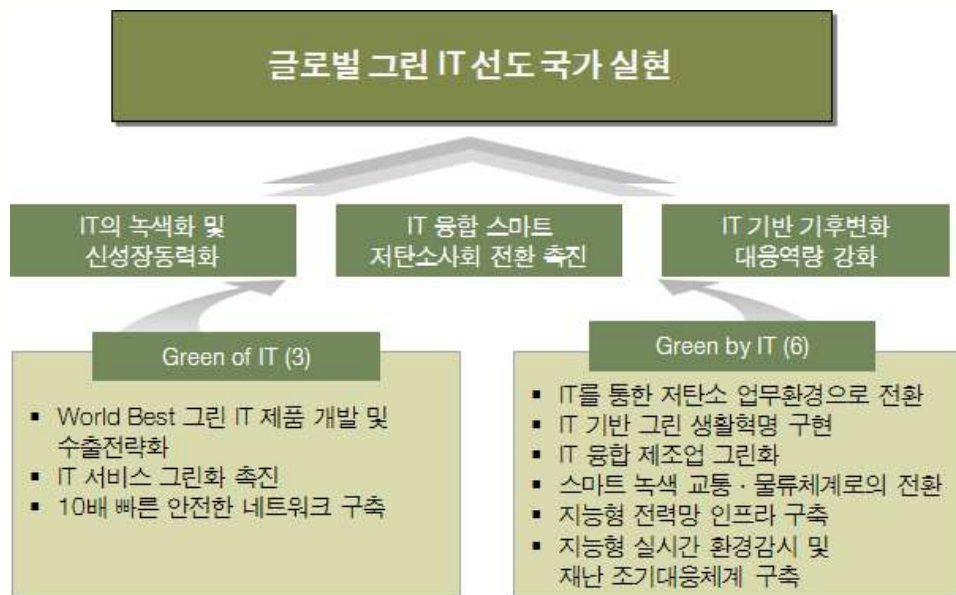 글로벌 그린 IT 선도 국가 실현
IT의 녹색화 및
신성장동력화
IT 융합 스마트
저탄소사회 전환 촉진
IT 기반 기후변화
대응역량 강화
Green of IT (3)
▪ World Best 그린 IT 제품 개발 및
수출전략화
▪ IT 서비스 그린화 촉진
▪ 10배 빠른 안전한 네트워크 구축
Green by IT (6)
▪ IT를 통한 저탄소 업무환경으로 전환
▪ IT 기반 그린 생활혁명 구현
▪ IT 융합 제조업 그린화
▪ 스마트 녹색 교통 · 물류체계로의 전환
▪ 지능형 전력망 인프라 구축
▪ 지능형 실시간 환경감시 및
재난 조기대응체계 구축